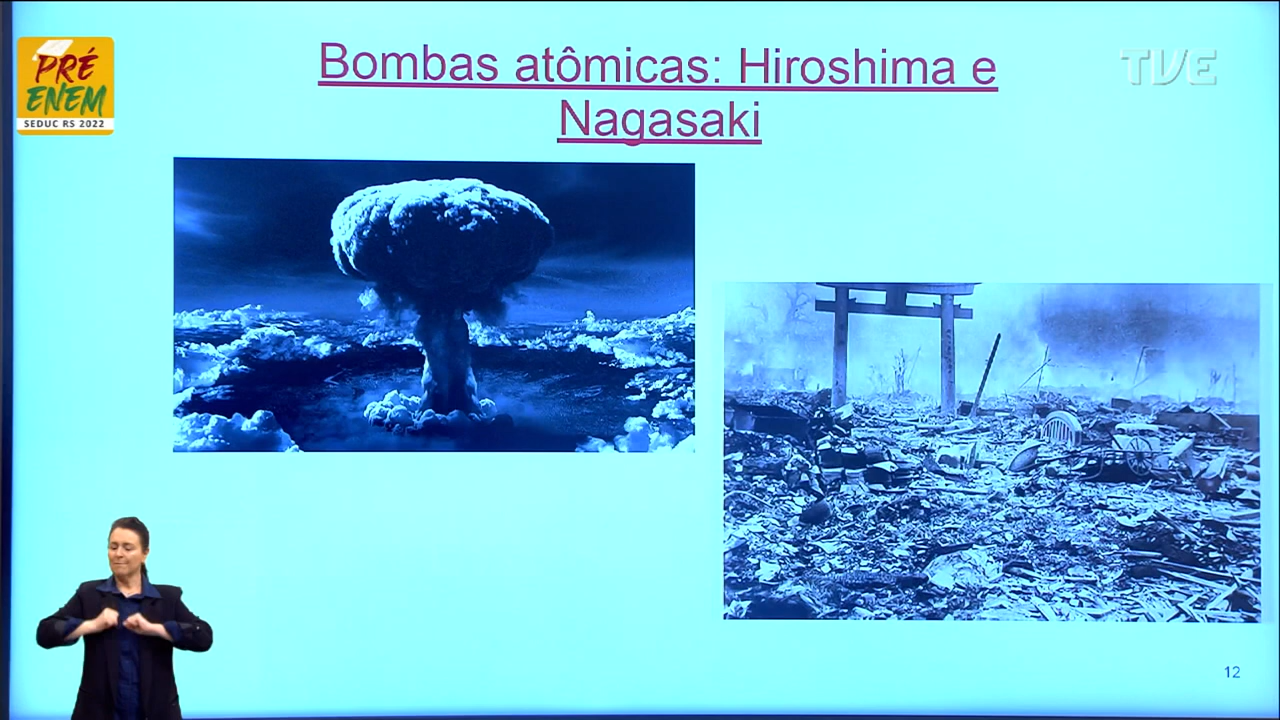 PRÉ
ENEM
SEDUC RS 2022
Bombas atômicas: Hiroshima e
Nagasaki
TVE
12